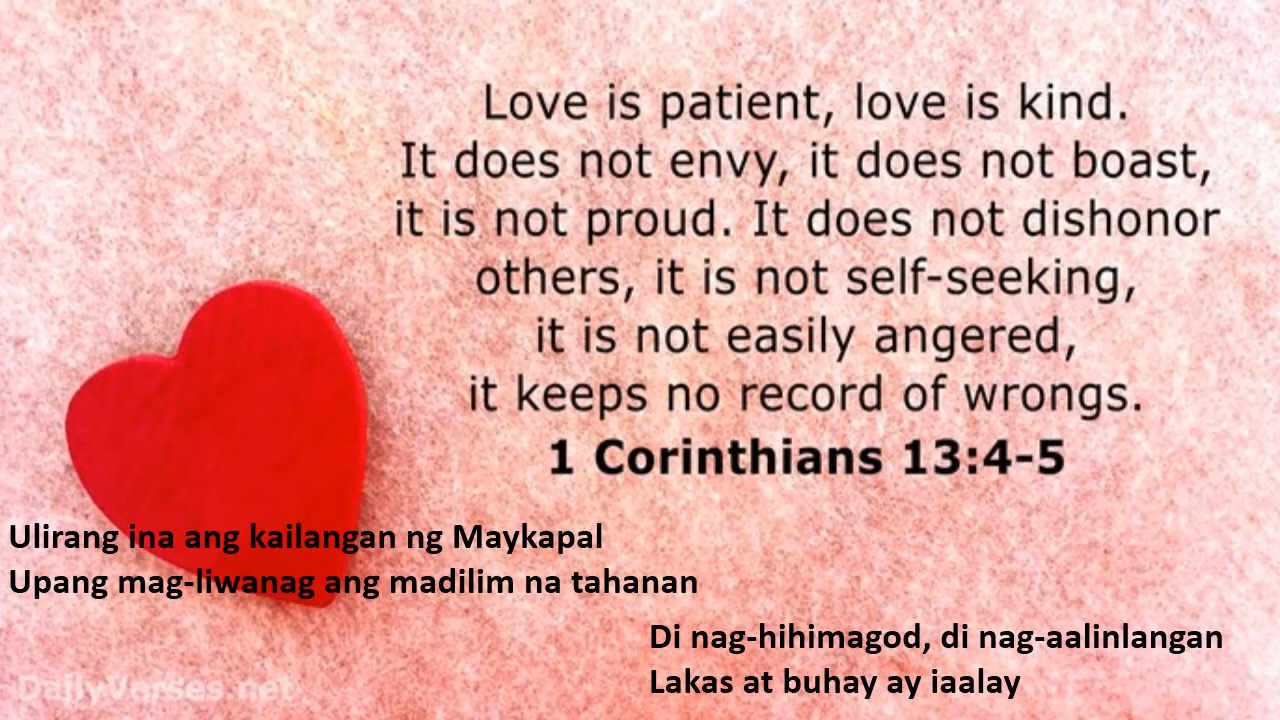 Love is patient, love is kind.
It does not envy, it does not boast,
it is not proud. It does not dishonor
others, it is not self-seeking,
it is not easily angered,
it keeps no record of wrongs.
1 Corinthians 13:4-5
Ulirang ina ang kailangan ng Maykapal
Upang mag-liwanag ang madilim na tahanan
Di nag-hihimagod, di nag-aalinlangan
Lakas at buhay ay iaalay
DailyVerses.net